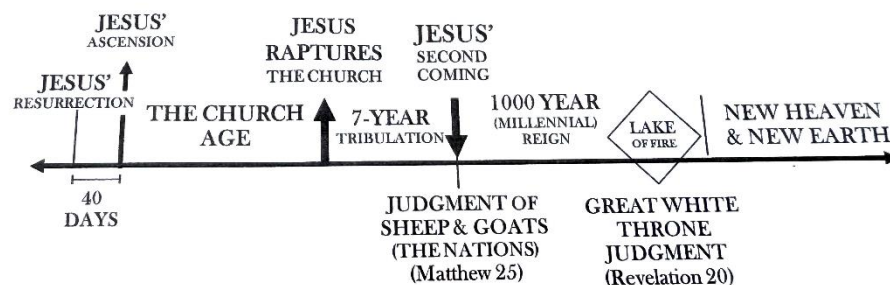 JESUS'
ASCENSION
JESUS'
RESURRECTION
THE CHURCH
AGE
40
DAYS
JESUS
RAPTURES
THE CHURCH
7-YEAR
TRIBULATION
JESUS'
SECOND
COMING
JUDGMENT OF
SHEEP & GOATS
(THE NATIONS)
(Matthew 25)
1000 YEAR
(MILLENNIAL)
REIGN
LAKE
OF FIRE
GREAT WHITE
THRONE
JUDGMENT
(Revelation 20)
NEW HEAVEN
& NEW EARTH